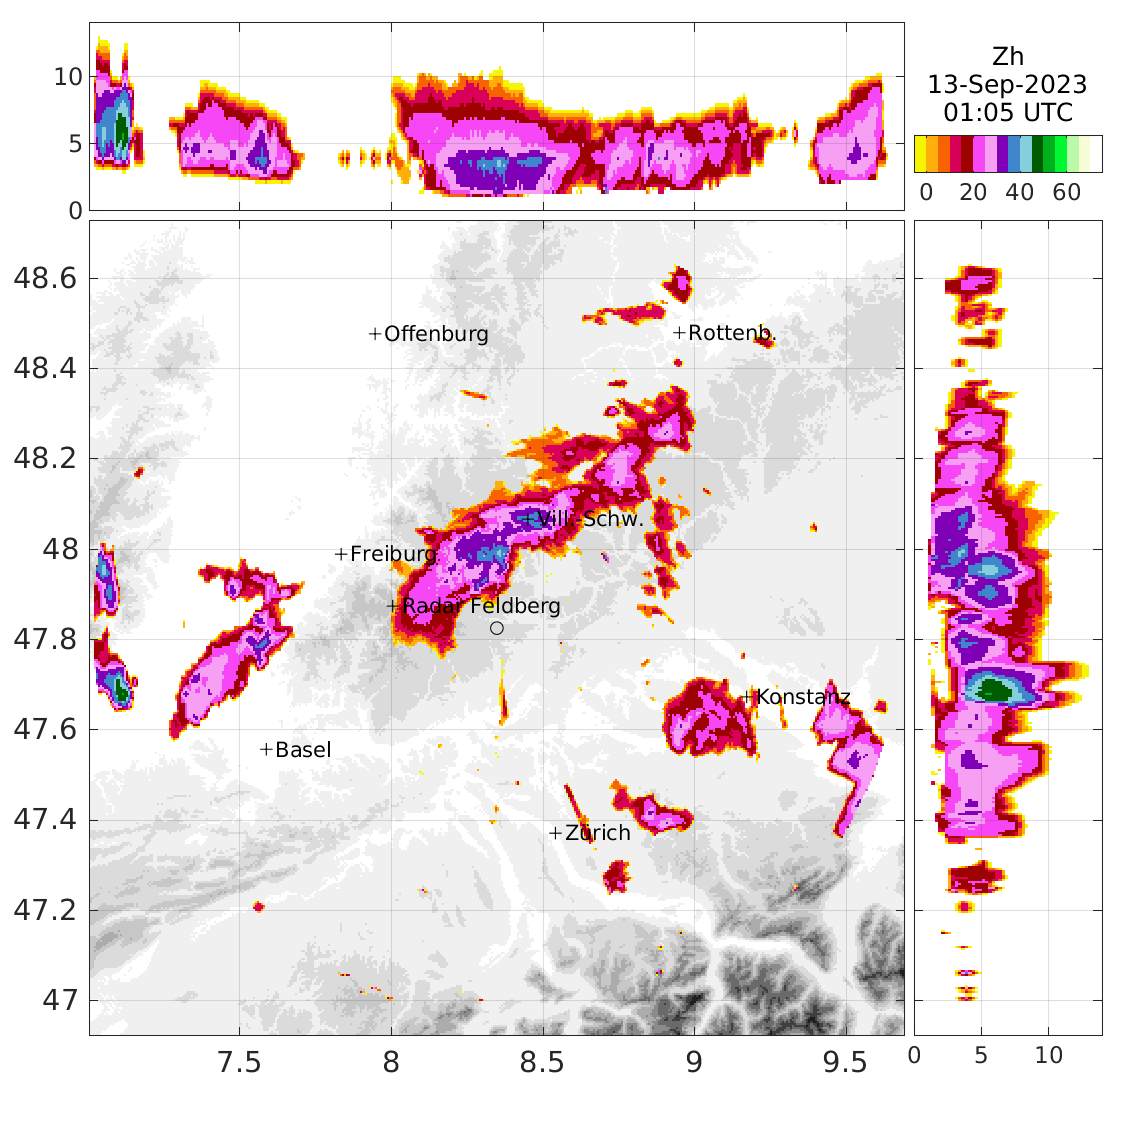 10
5
0
Zh
13-Sep-2023
01:05 UTC
0 20 40 60
48.6
48.4
48.2
48
47.8
47.6
47.4
47.2
47
+Offenburg
+Rottenb.
+Vill.-Schw.
+Freiburg
+Radar Feldberg
+Konstanz
+Basel
+Zürich
7.5 8 8.5 9 9.5
0 5 10